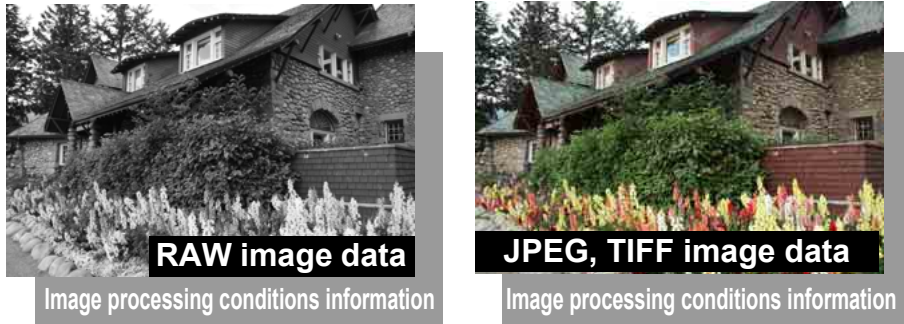 RAW image data
Image processing conditions information
JPEG, TIFF image data
Image processing conditions information